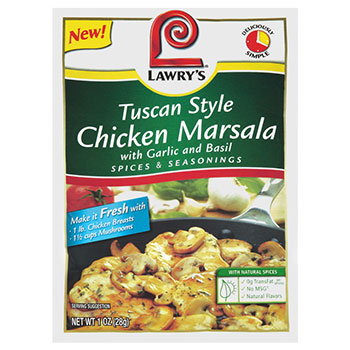 New!
DELICIOUSLY
SIMPLE
LAWRY'S
Tuscan Style
Chicken Marsala
with Garlic and Basil
SPICES & SEASONINGS
Make it Fresh with
- 1 lb. Chicken Breasts
- 1½ cups Mushrooms
WITH NATURAL SPICES
0g TransFat
No MSG
Natural Flavors
SERVING SUGGESTION
NET WT 1 OZ (28g)